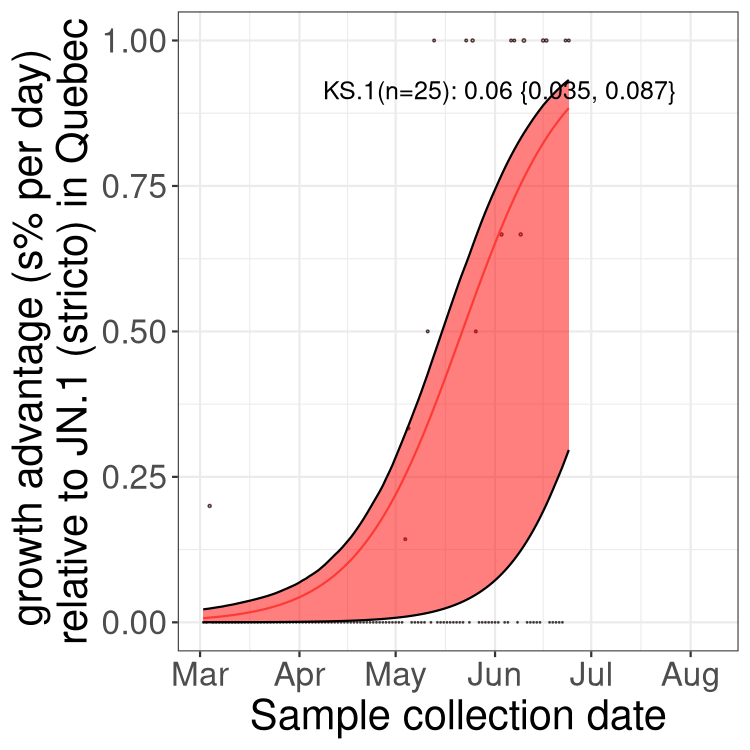 growth advantage (s% per day)
relative to JN.1 (stricto) in Quebec
1.00
0.75
0.50
0.25
0.00
KS.1(n=25): 0.06 {0.035, 0.087}
Mar Apr May Jun Jul Aug
Sample collection date